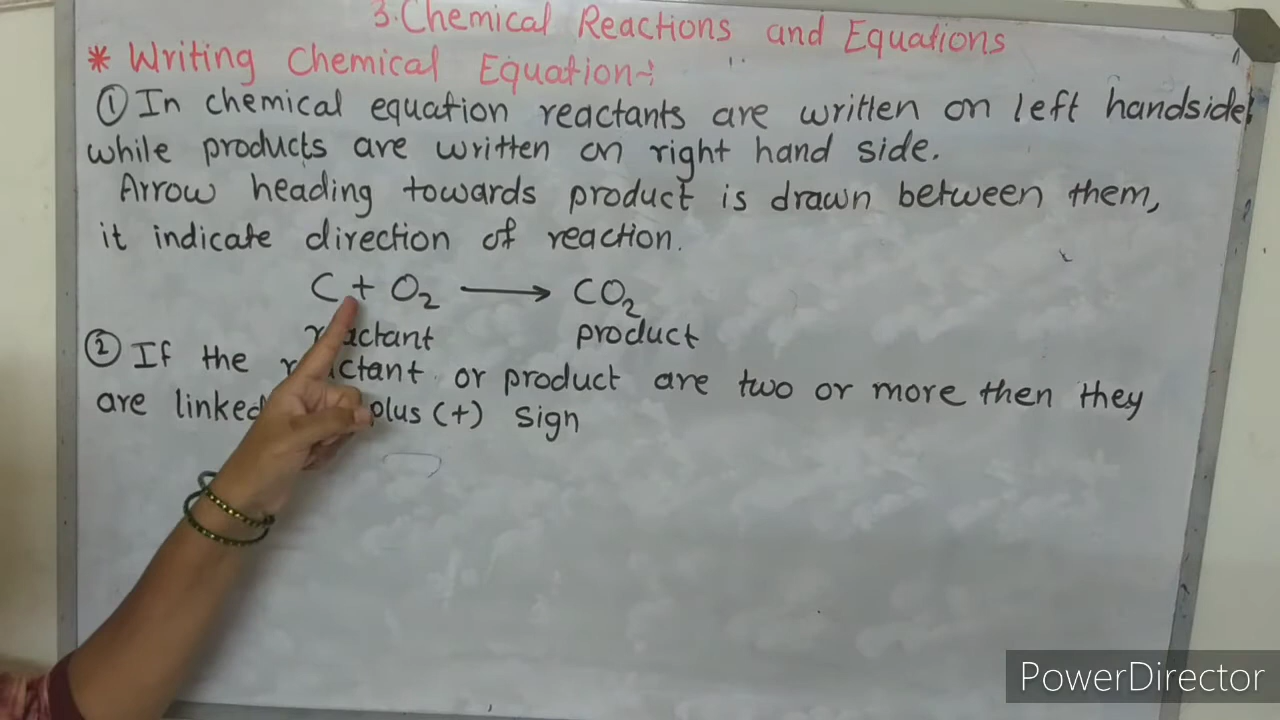 3. Chemical Reactions and Equations
* Writing Chemical Equation:
① In chemical equation reactants are written on left handside
while products are written on right hand side.
Arrow heading towards product is drawn between them,
it indicate direction of reaction.
C + O₂ ⟶ CO₂
product
② If the or product are two or more then they
are linked plus (+) sign
PowerDirector